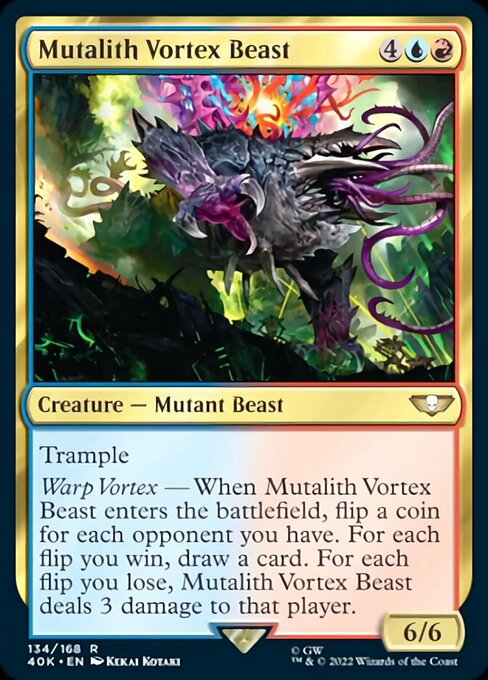 Mutalith Vortex Beast 4
Creature — Mutant Beast
Trample
Warp Vortex — When Mutalith Vortex
Beast enters the battlefield, flip a coin
for each opponent you have. For each
flip you win, draw a card. For each
flip you lose, Mutalith Vortex Beast
deals 3 damage to that player.
6/6
134/168 R
40K • EN Kekai Kotaki
© GW
™ & © 2022 Wizards of the Coast